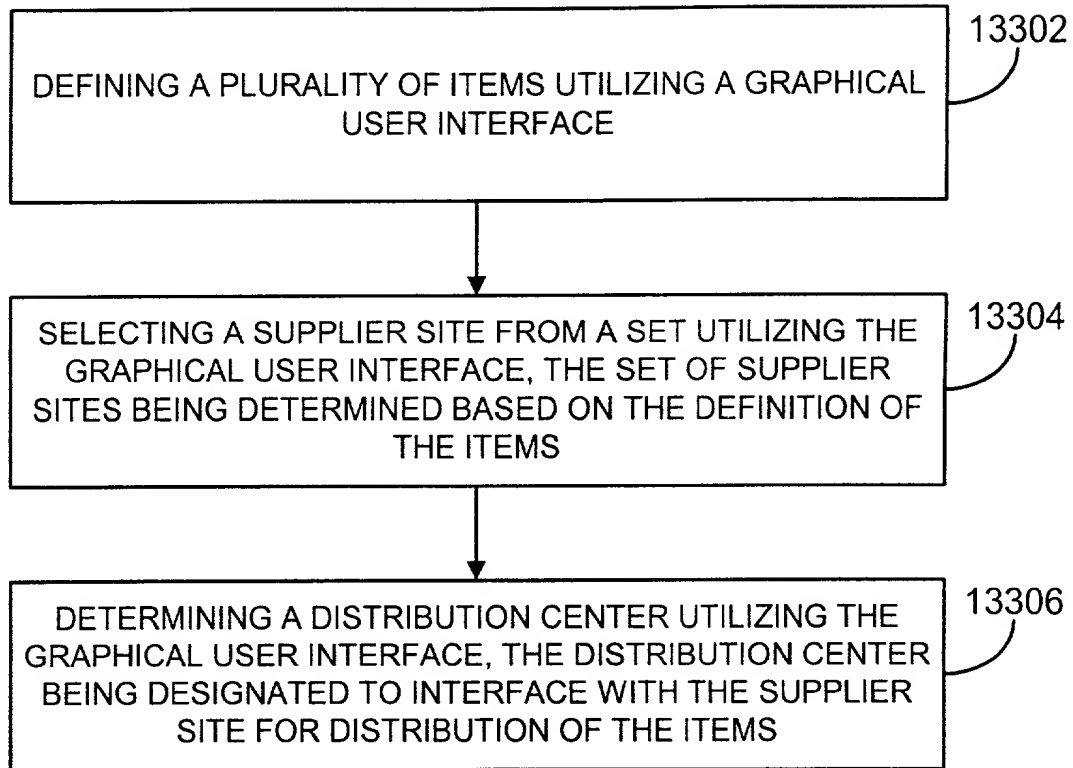 13302
DEFINING A PLURALITY OF ITEMS UTILIZING A GRAPHICAL
USER INTERFACE
13304
SELECTING A SUPPLIER SITE FROM A SET UTILIZING THE
GRAPHICAL USER INTERFACE, THE SET OF SUPPLIER
SITES BEING DETERMINED BASED ON THE DEFINITION OF
THE ITEMS
13306
DETERMINING A DISTRIBUTION CENTER UTILIZING THE
GRAPHICAL USER INTERFACE, THE DISTRIBUTION CENTER
BEING DESIGNATED TO INTERFACE WITH THE SUPPLIER
SITE FOR DISTRIBUTION OF THE ITEMS